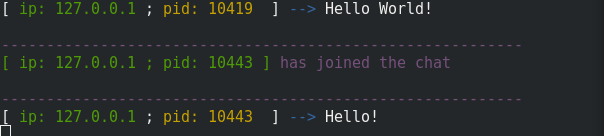 [ ip: 127.0.0.1 ; pid: 10419  ] --> Hello World!
----------------------------------------------------------
[ ip: 127.0.0.1 ; pid: 10443 ] has joined the chat
----------------------------------------------------------
[ ip: 127.0.0.1 ; pid: 10443  ] --> Hello!